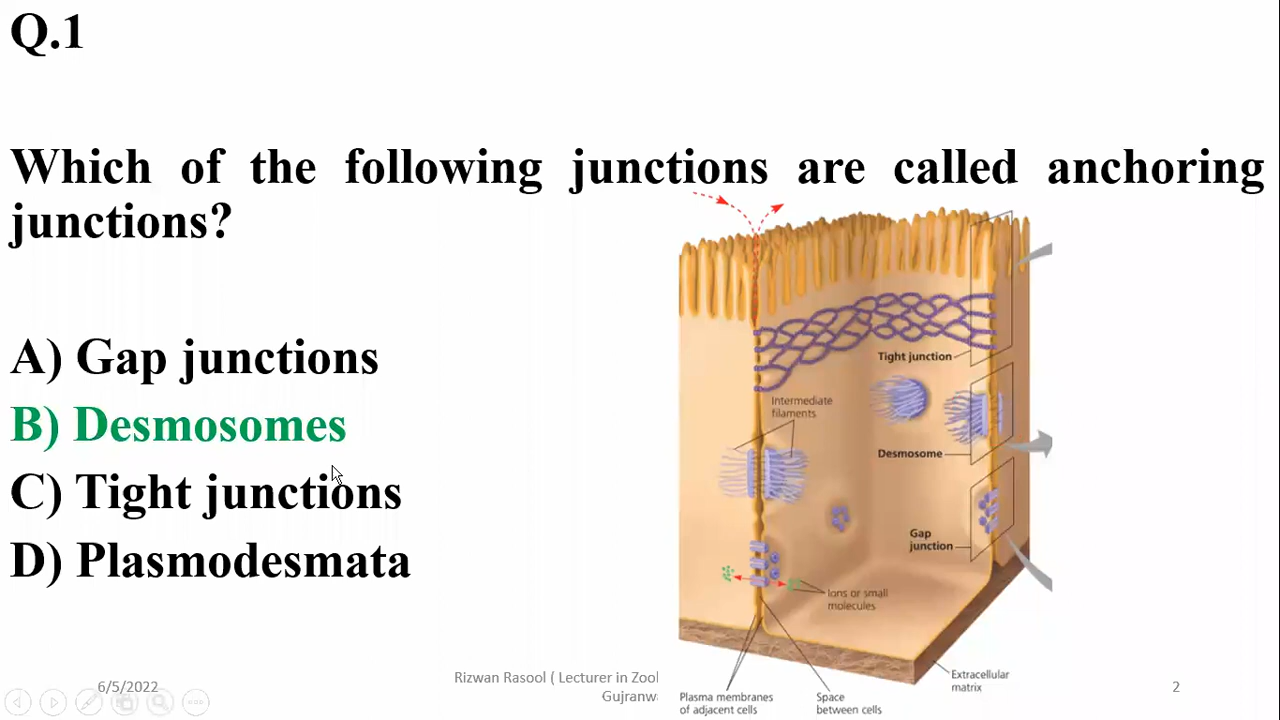 Q.1
Which of the following junctions are called anchoring
junctions?
A) Gap junctions
B) Desmosomes
C) Tight junctions
D) Plasmodesmata
Tight junction
Intermediate
filaments
Desmosome
Gap
junction
Ions or small
molecules
Extracellular
matrix
Plasma membranes
of adjacent cells
Space
between cells
6/5/2022
Rizwan Rasool ( Lecturer in
2